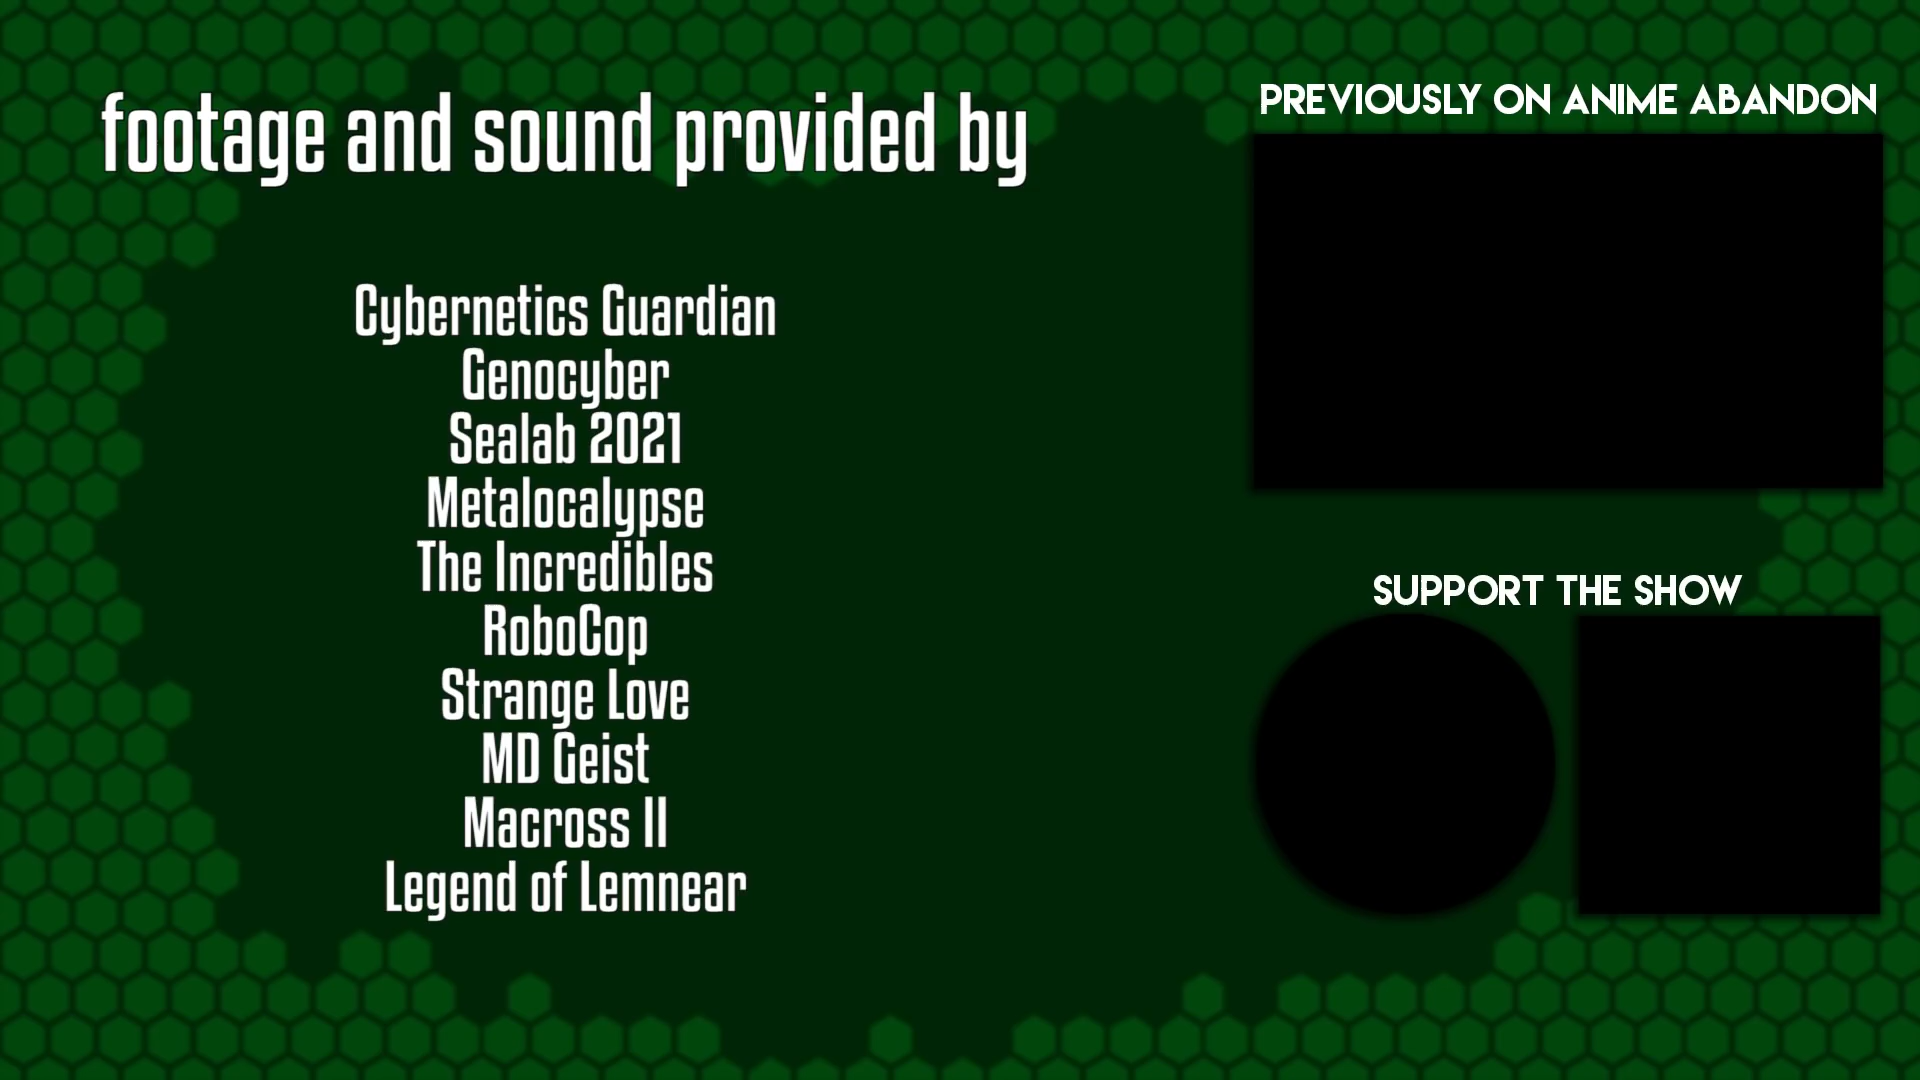 footage and sound provided by
Cybernetics Guardian
Genocyber
Sealab 2021
Metalocalypse
The Incredibles
RoboCop
Strange Love
MD Geist
Macross II
Legend of Lemnear
PREVIOUSLY ON ANIME ABANDON
SUPPORT THE SHOW